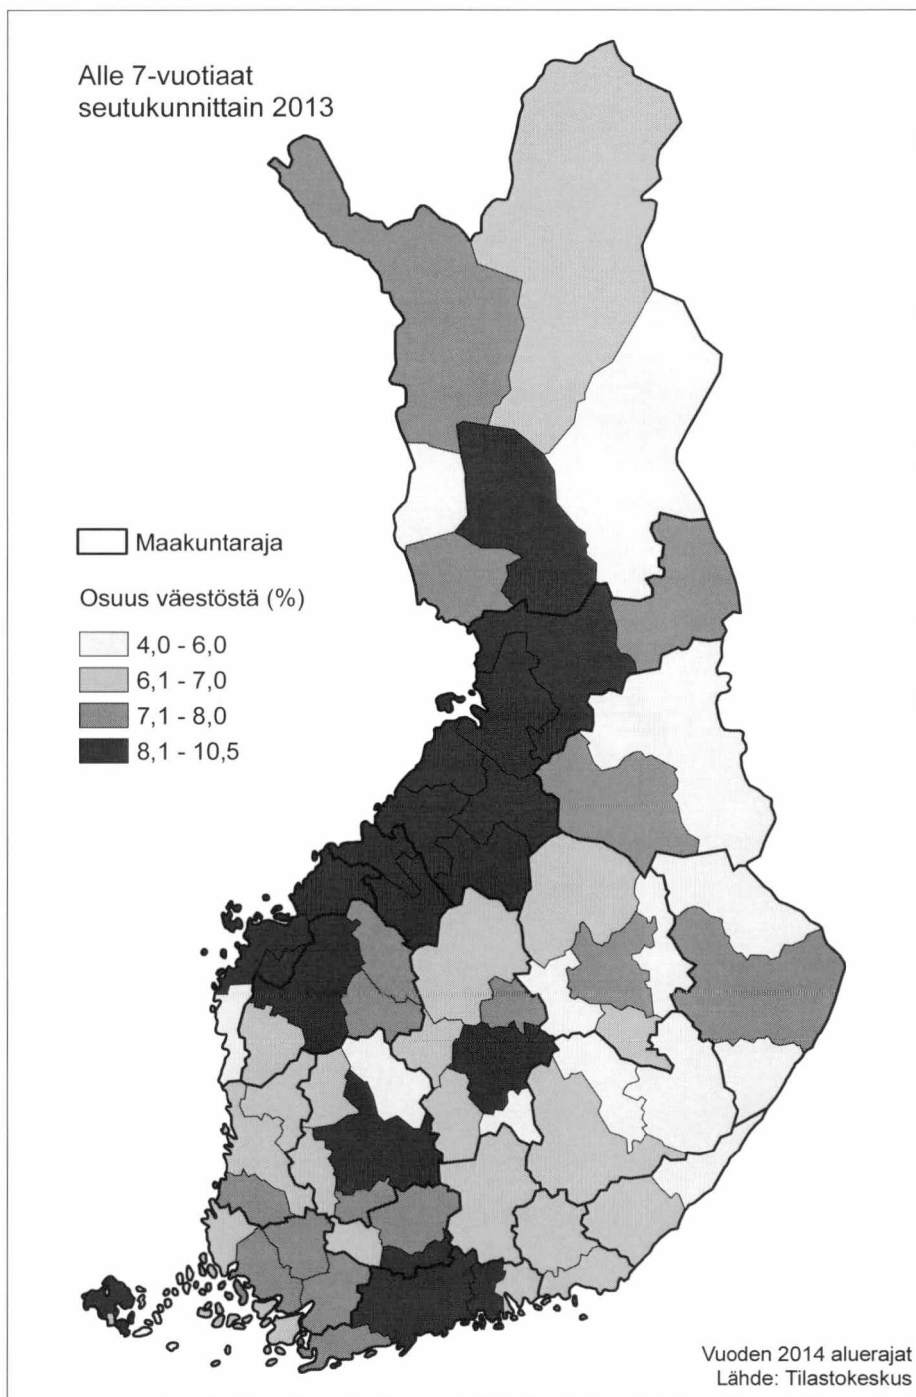 Alle 7-vuotiaat
seutukunnittain 2013
Maakuntaraja
Osuus väestöstä (%)
4,0 - 6,0
6,1 - 7,0
7,1 - 8,0
8,1 - 10,5
Vuoden 2014 aluerajat
Lähde: Tilastokeskus